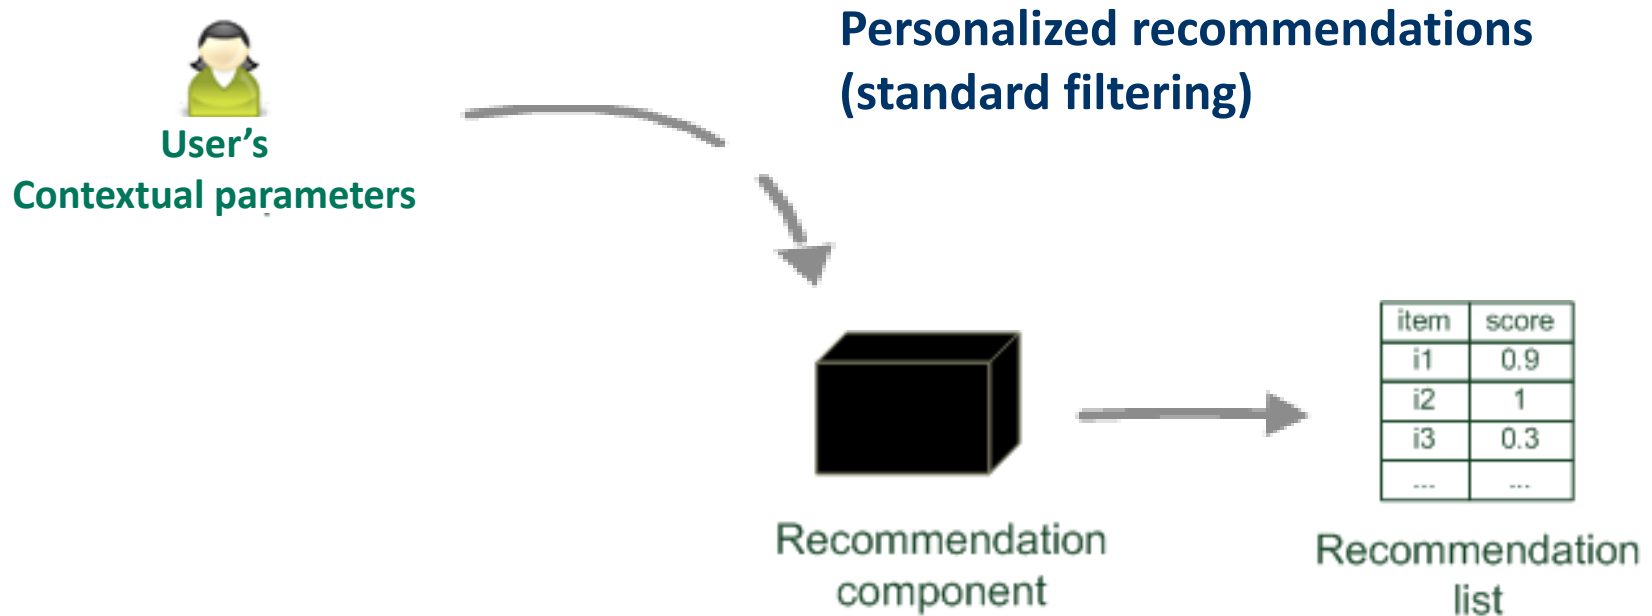 Personalized recommendations
(standard filtering)
User’s
Contextual parameters
item score
i1 0.9
i2 1
i3 0.3
... ...
Recommendation
component
Recommendation
list